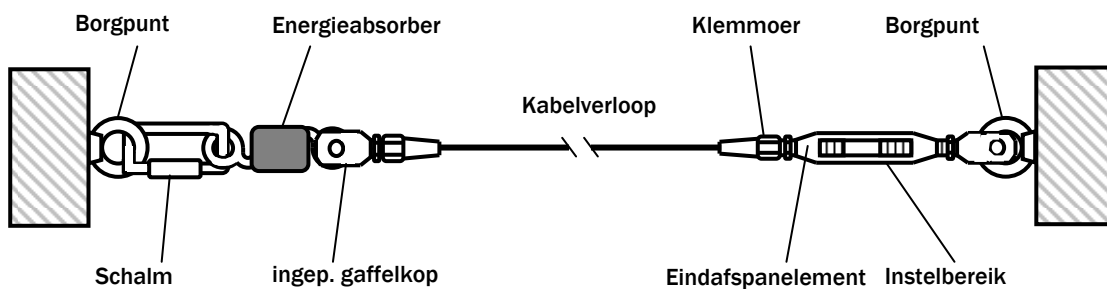 Borgpunt
Energieabsorber
Klemmoer
Borgpunt
Kabelverloop
Schalm
ingep. gaffelkop
Eindafspanelement
Instelbereik